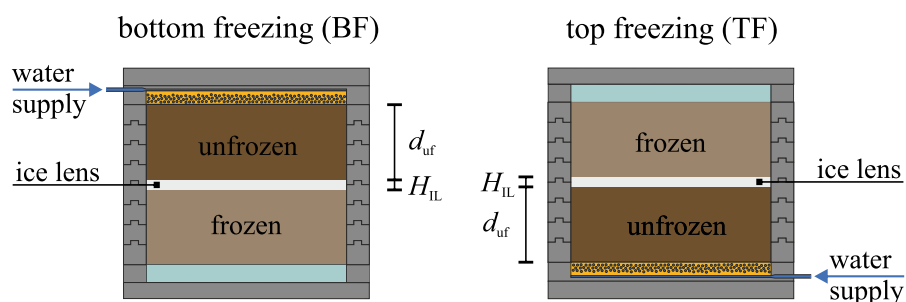 bottom freezing (BF)
water
supply
unfrozen
d_uf
ice lens
H_IL
frozen
top freezing (TF)
frozen
H_IL
ice lens
d_uf
unfrozen
water
supply